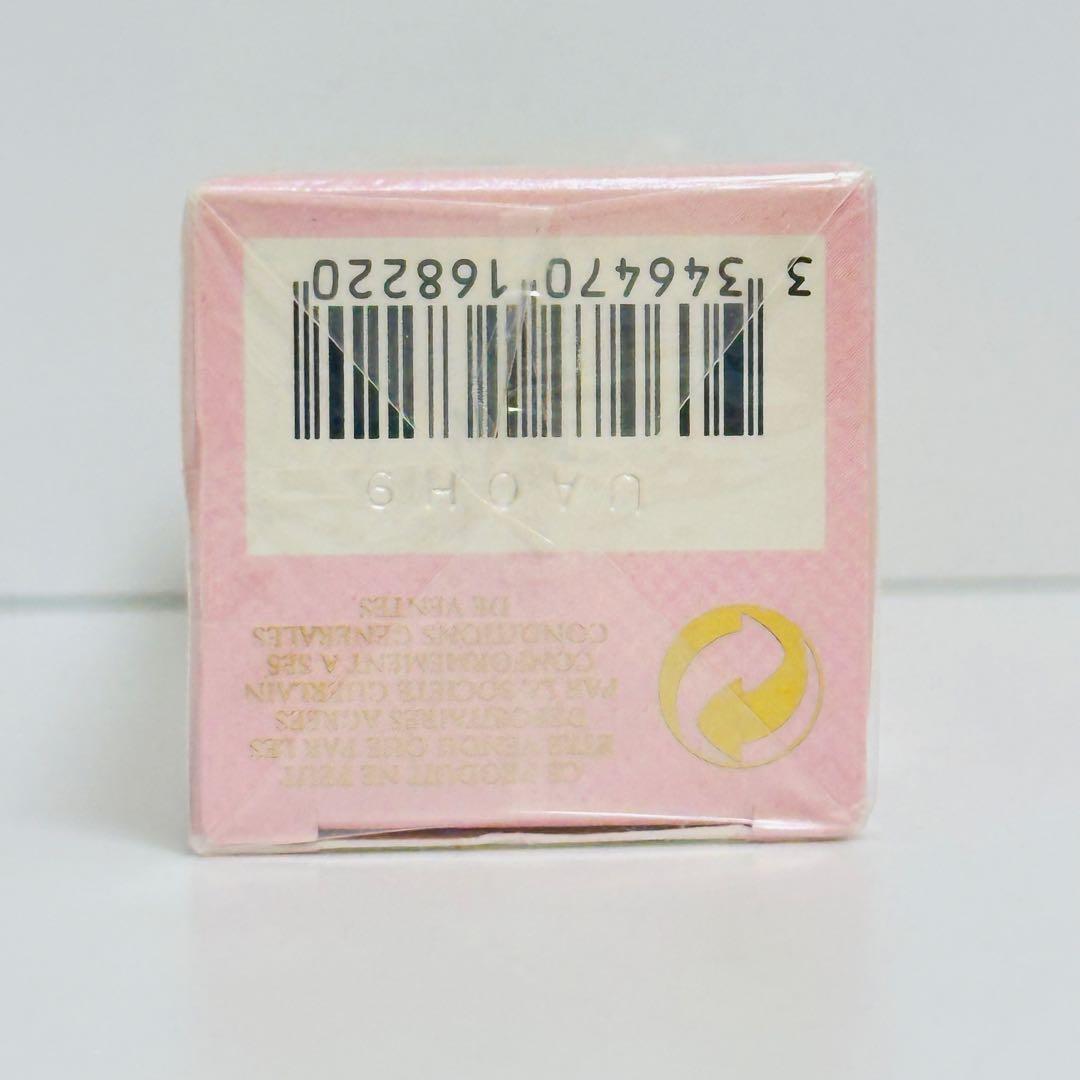 CE PRODUIT NE PEUT
ETRE VENDU QUE PAR LES
DEPOSITAIRES AGREES
PAR LA SOCIETE GUERLAIN
CONFORMEMENT A SES
CONDITIONS GENERALES
DE VENTES.
3 346470 168220